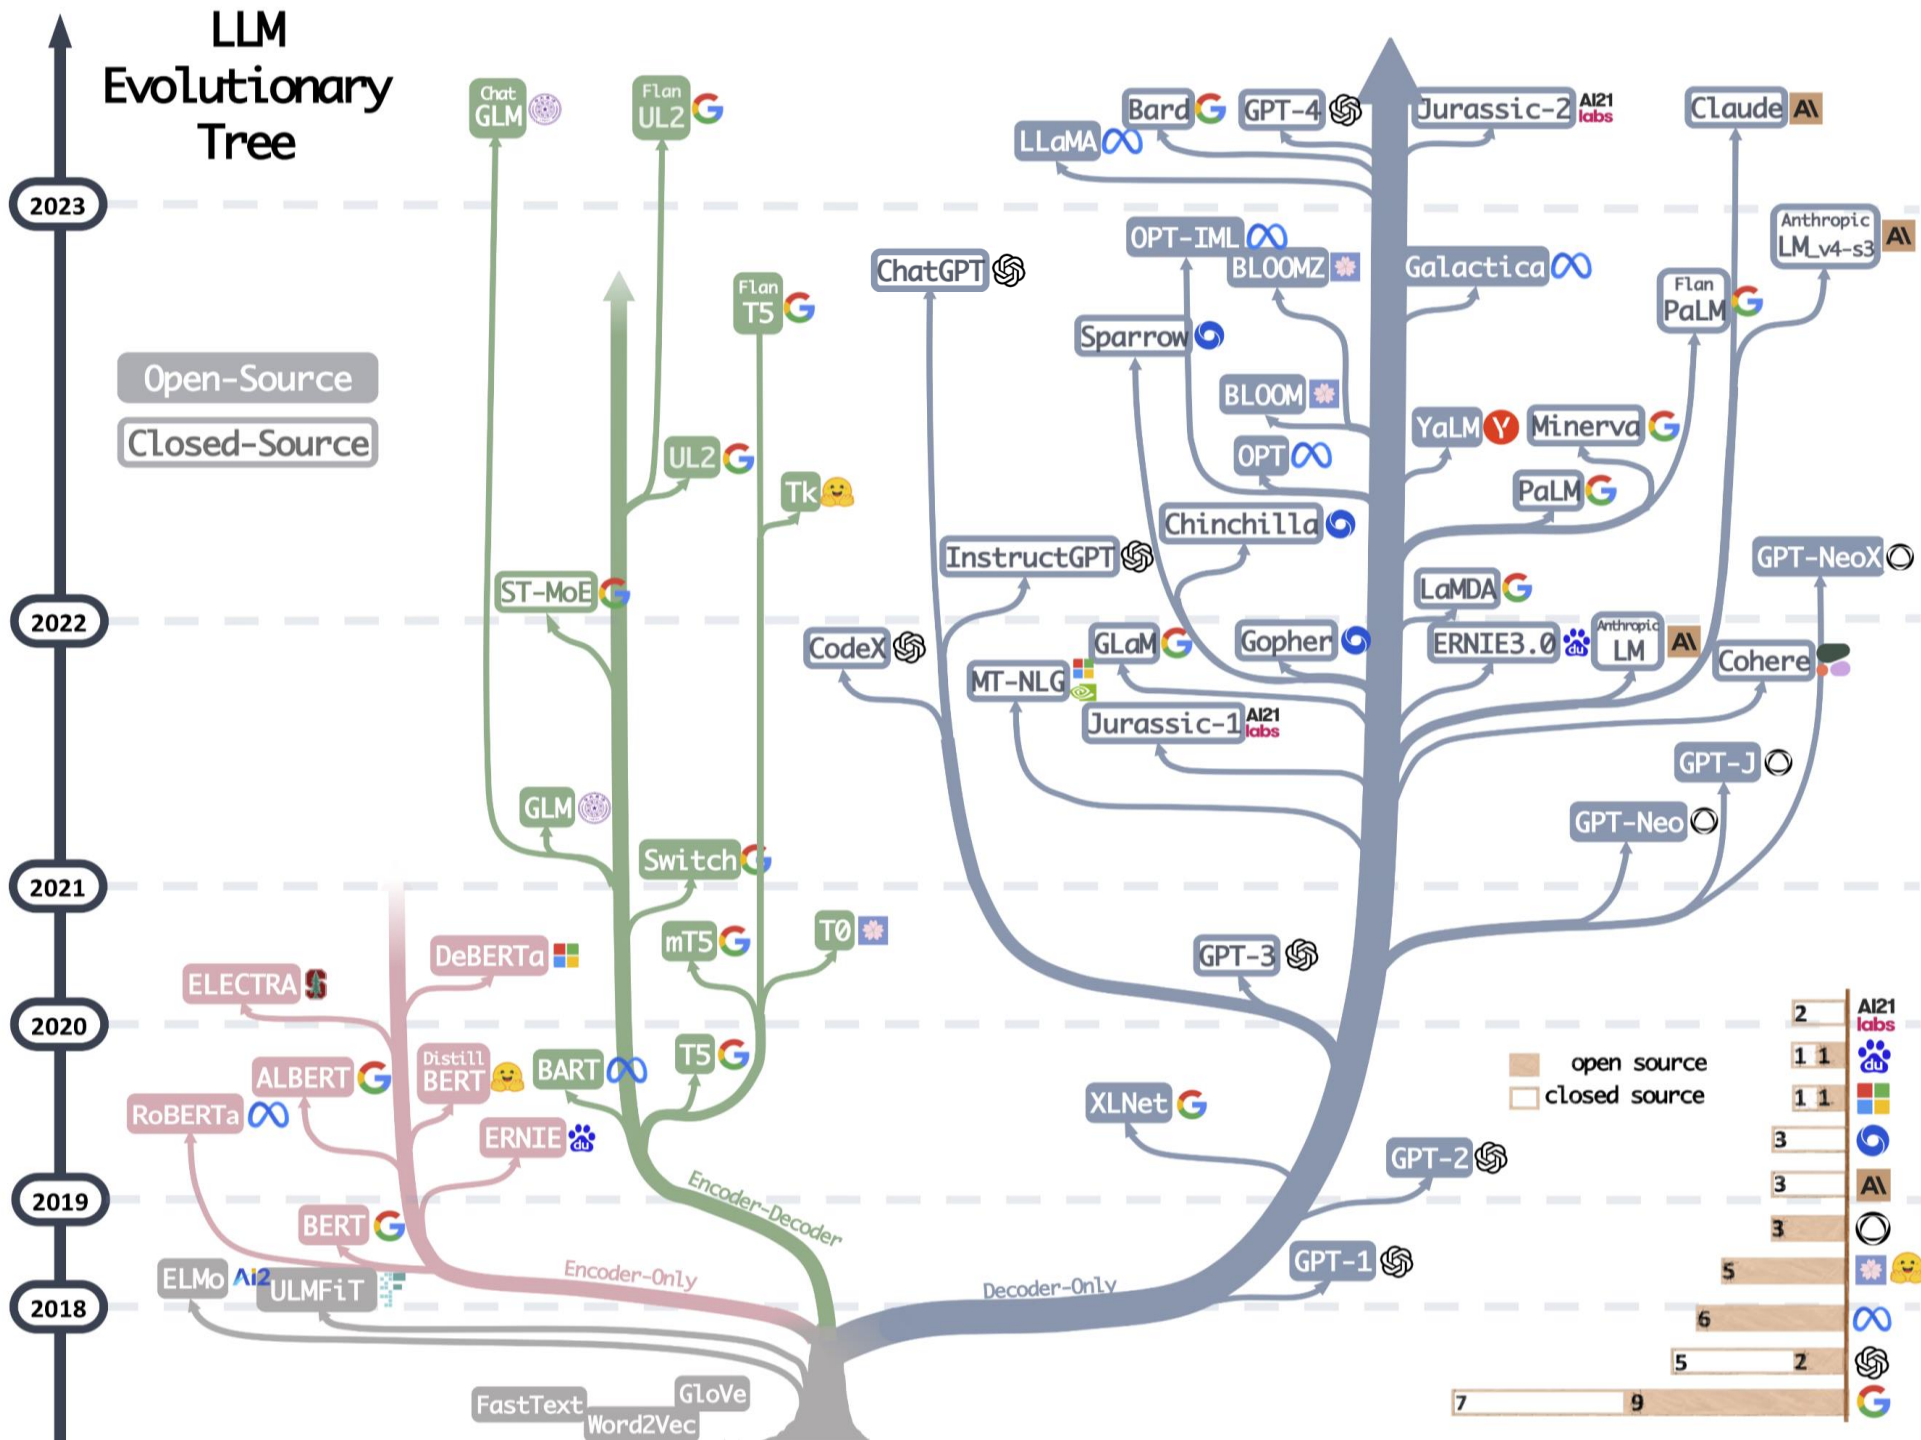 LLM
Evolutionary
Tree
2023
2022
2021
2020
2019
2018
Open-Source
Closed-Source
Chat
GLM
Flan
UL2
Flan
T5
UL2
Tk
ST-MoE
GLM
Switch
mT5
T0
T5
BART
Encoder-Decoder
DeBERTa
ELECTRA
Distill
BERT
ALBERT
RoBERTa
ERNIE
BERT
Encoder-Only
ELMo
Ai2
ULMFiT
FastText
Word2Vec
GloVe
Bard
GPT-4
Jurassic-2
AI21
labs
Claude
A\
LLaMA
OPT-IML
BLOOMZ
Galactica
Anthropic
LM_v4-s3
A\
ChatGPT
Flan
PaLM
Sparrow
BLOOM
YaLM
Minerva
OPT
PaLM
Chinchilla
InstructGPT
GPT-NeoX
LaMDA
CodeX
GLaM
Gopher
ERNIE3.0
du
Anthropic
LM
A\
Cohere
MT-NLG
Jurassic-1
AI21
labs
GPT-J
GPT-Neo
GPT-3
XLNet
GPT-2
GPT-1
Decoder-Only
du
open source
closed source
2
AI21
labs
1 1
du
1 1
3
3
A\
3
5
6
5 2
7 9